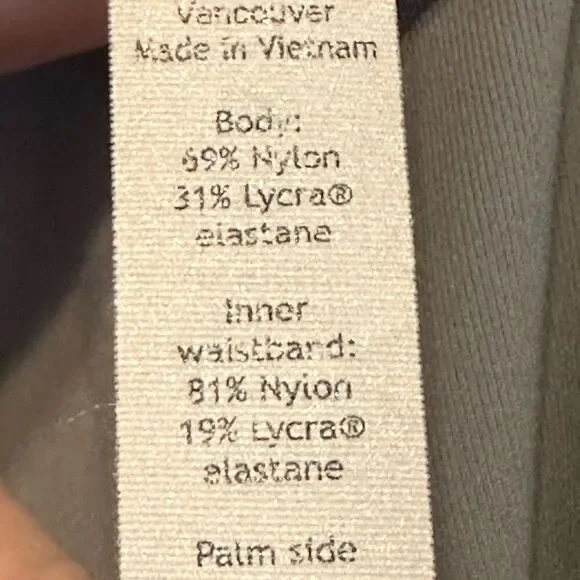 Vancouver
Made in Vietnam
Body:
69% Nylon
31% Lycra®
elastane
Inner
waistband:
81% Nylon
19% Lycra®
elastane
Palm side